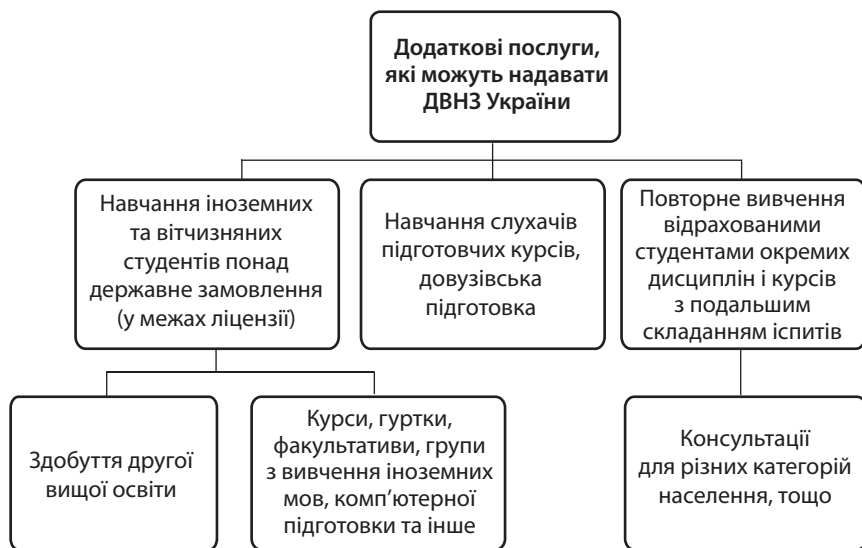 Додаткові послуги,
які можуть надавати
ДВНЗ України
Навчання іноземних
та вітчизняних
студентів понад
державне замовлення
(у межах ліцензії)
Навчання слухачів
підготовчих курсів,
довузівська
підготовка
Повторне вивчення
відрахованими
студентами окремих
дисциплін і курсів
з подальшим
складанням іспитів
Здобуття другої
вищої освіти
Курси, гуртки,
факультативи, групи
з вивчення іноземних
мов, комп’ютерної
підготовки та інше
Консультації
для різних категорій
населення, тощо